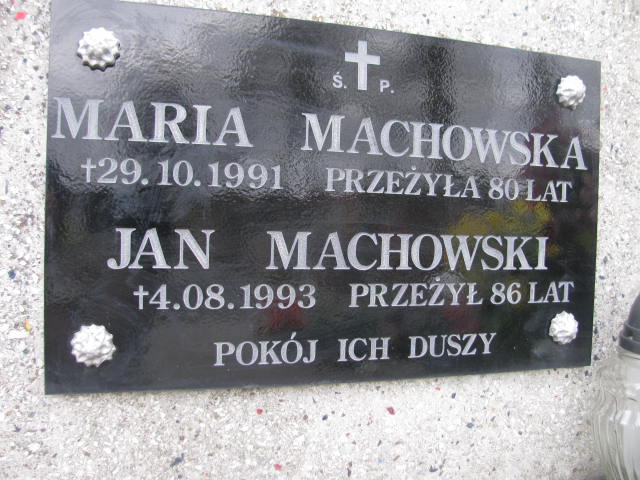 Ś. P.
MARIA MACHOWSKA
†29.10.1991 PRZEŻYŁA 80 LAT
JAN MACHOWSKI
†4.08.1993 PRZEŻYŁ 86 LAT
POKÓJ ICH DUSZY